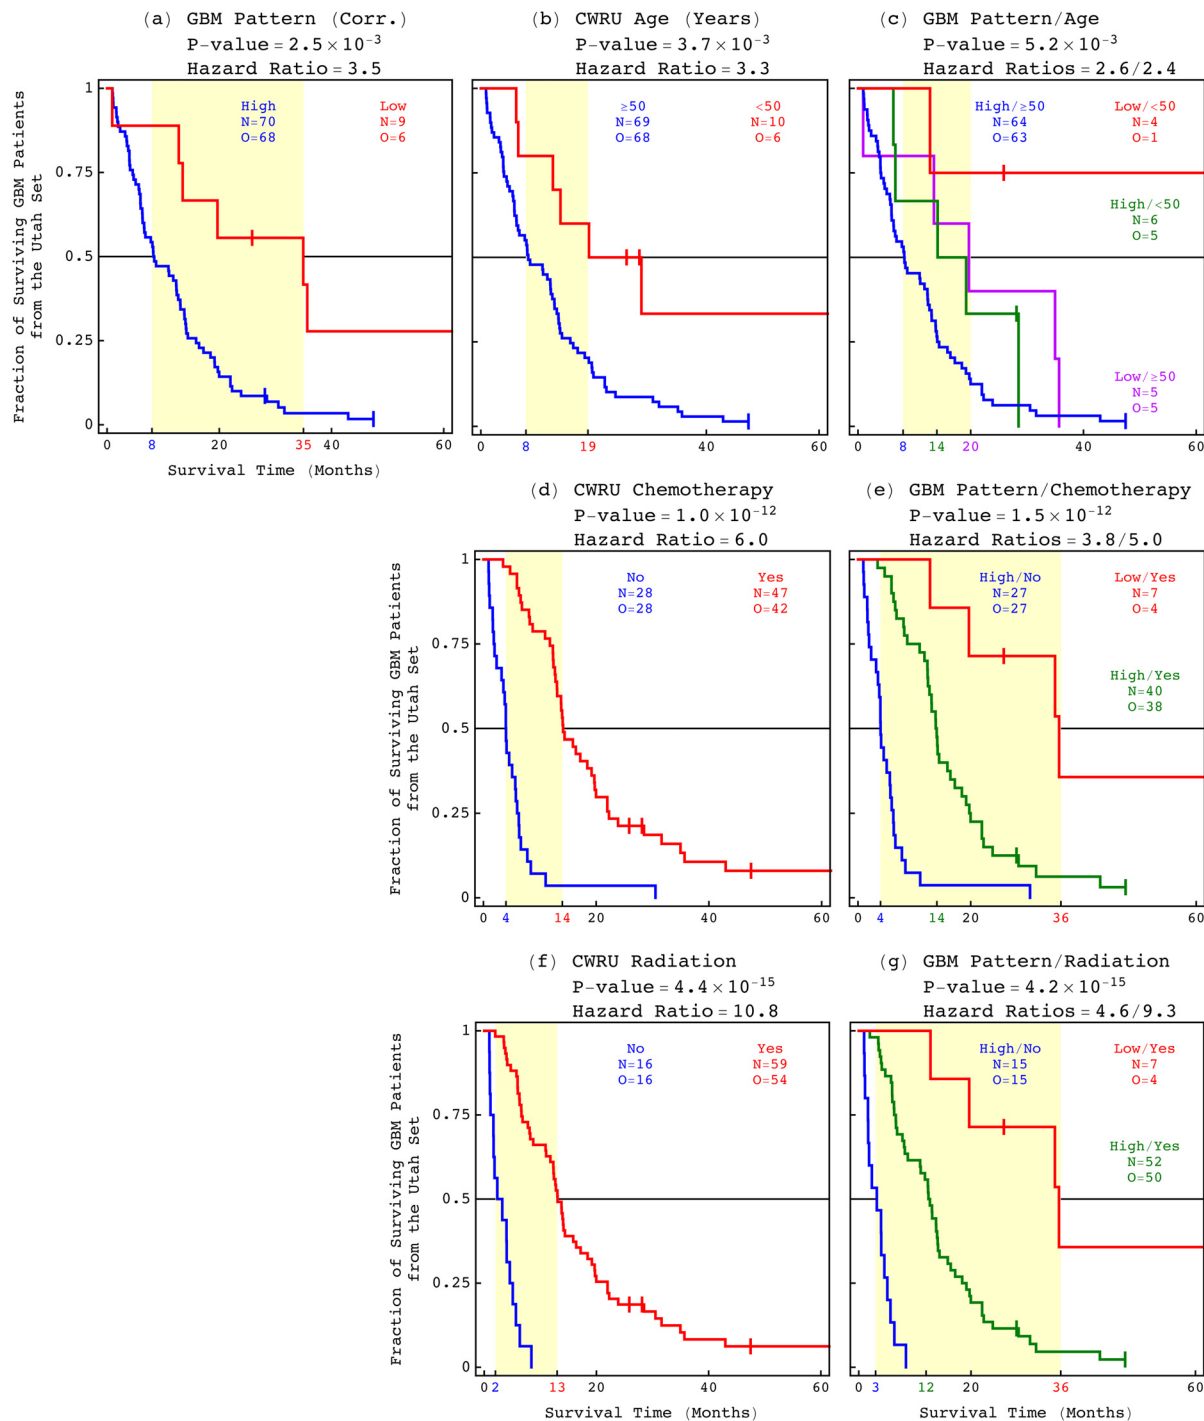 (a) GBM Pattern (Corr.)
P-value = 2.5 × 10⁻³
Hazard Ratio = 3.5
High
N=70
O=68
Low
N=9
O=6
1
0.75
0.5
0.25
0
Fraction of Surviving GBM Patients
from the Utah Set
0 8 20 35 40 60
Survival Time (Months)
(b) CWRU Age (Years)
P-value = 3.7 × 10⁻³
Hazard Ratio = 3.3
≥50
N=69
O=68
<50
N=10
O=6
0 8 19 40 60
(c) GBM Pattern/Age
P-value = 5.2 × 10⁻³
Hazard Ratios = 2.6/2.4
High/≥50
N=64
O=63
Low/<50
N=4
O=1
High/<50
N=6
O=5
Low/≥50
N=5
O=5
0 8 14 20 40 60
(d) CWRU Chemotherapy
P-value = 1.0 × 10⁻¹²
Hazard Ratio = 6.0
No
N=28
O=28
Yes
N=47
O=42
1
0.75
0.5
0.25
0
Fraction of Surviving GBM Patients
from the Utah Set
0 4 14 20 40 60
(e) GBM Pattern/Chemotherapy
P-value = 1.5 × 10⁻¹²
Hazard Ratios = 3.8/5.0
High/No
N=27
O=27
Low/Yes
N=7
O=4
High/Yes
N=40
O=38
0 4 14 20 36 60
(f) CWRU Radiation
P-value = 4.4 × 10⁻¹⁵
Hazard Ratio = 10.8
No
N=16
O=16
Yes
N=59
O=54
1
0.75
0.5
0.25
0
Fraction of Surviving GBM Patients
from the Utah Set
0 2 13 20 40 60
Survival Time (Months)
(g) GBM Pattern/Radiation
P-value = 4.2 × 10⁻¹⁵
Hazard Ratios = 4.6/9.3
High/No
N=15
O=15
Low/Yes
N=7
O=4
High/Yes
N=52
O=50
0 3 12 20 36 60
Survival Time (Months)